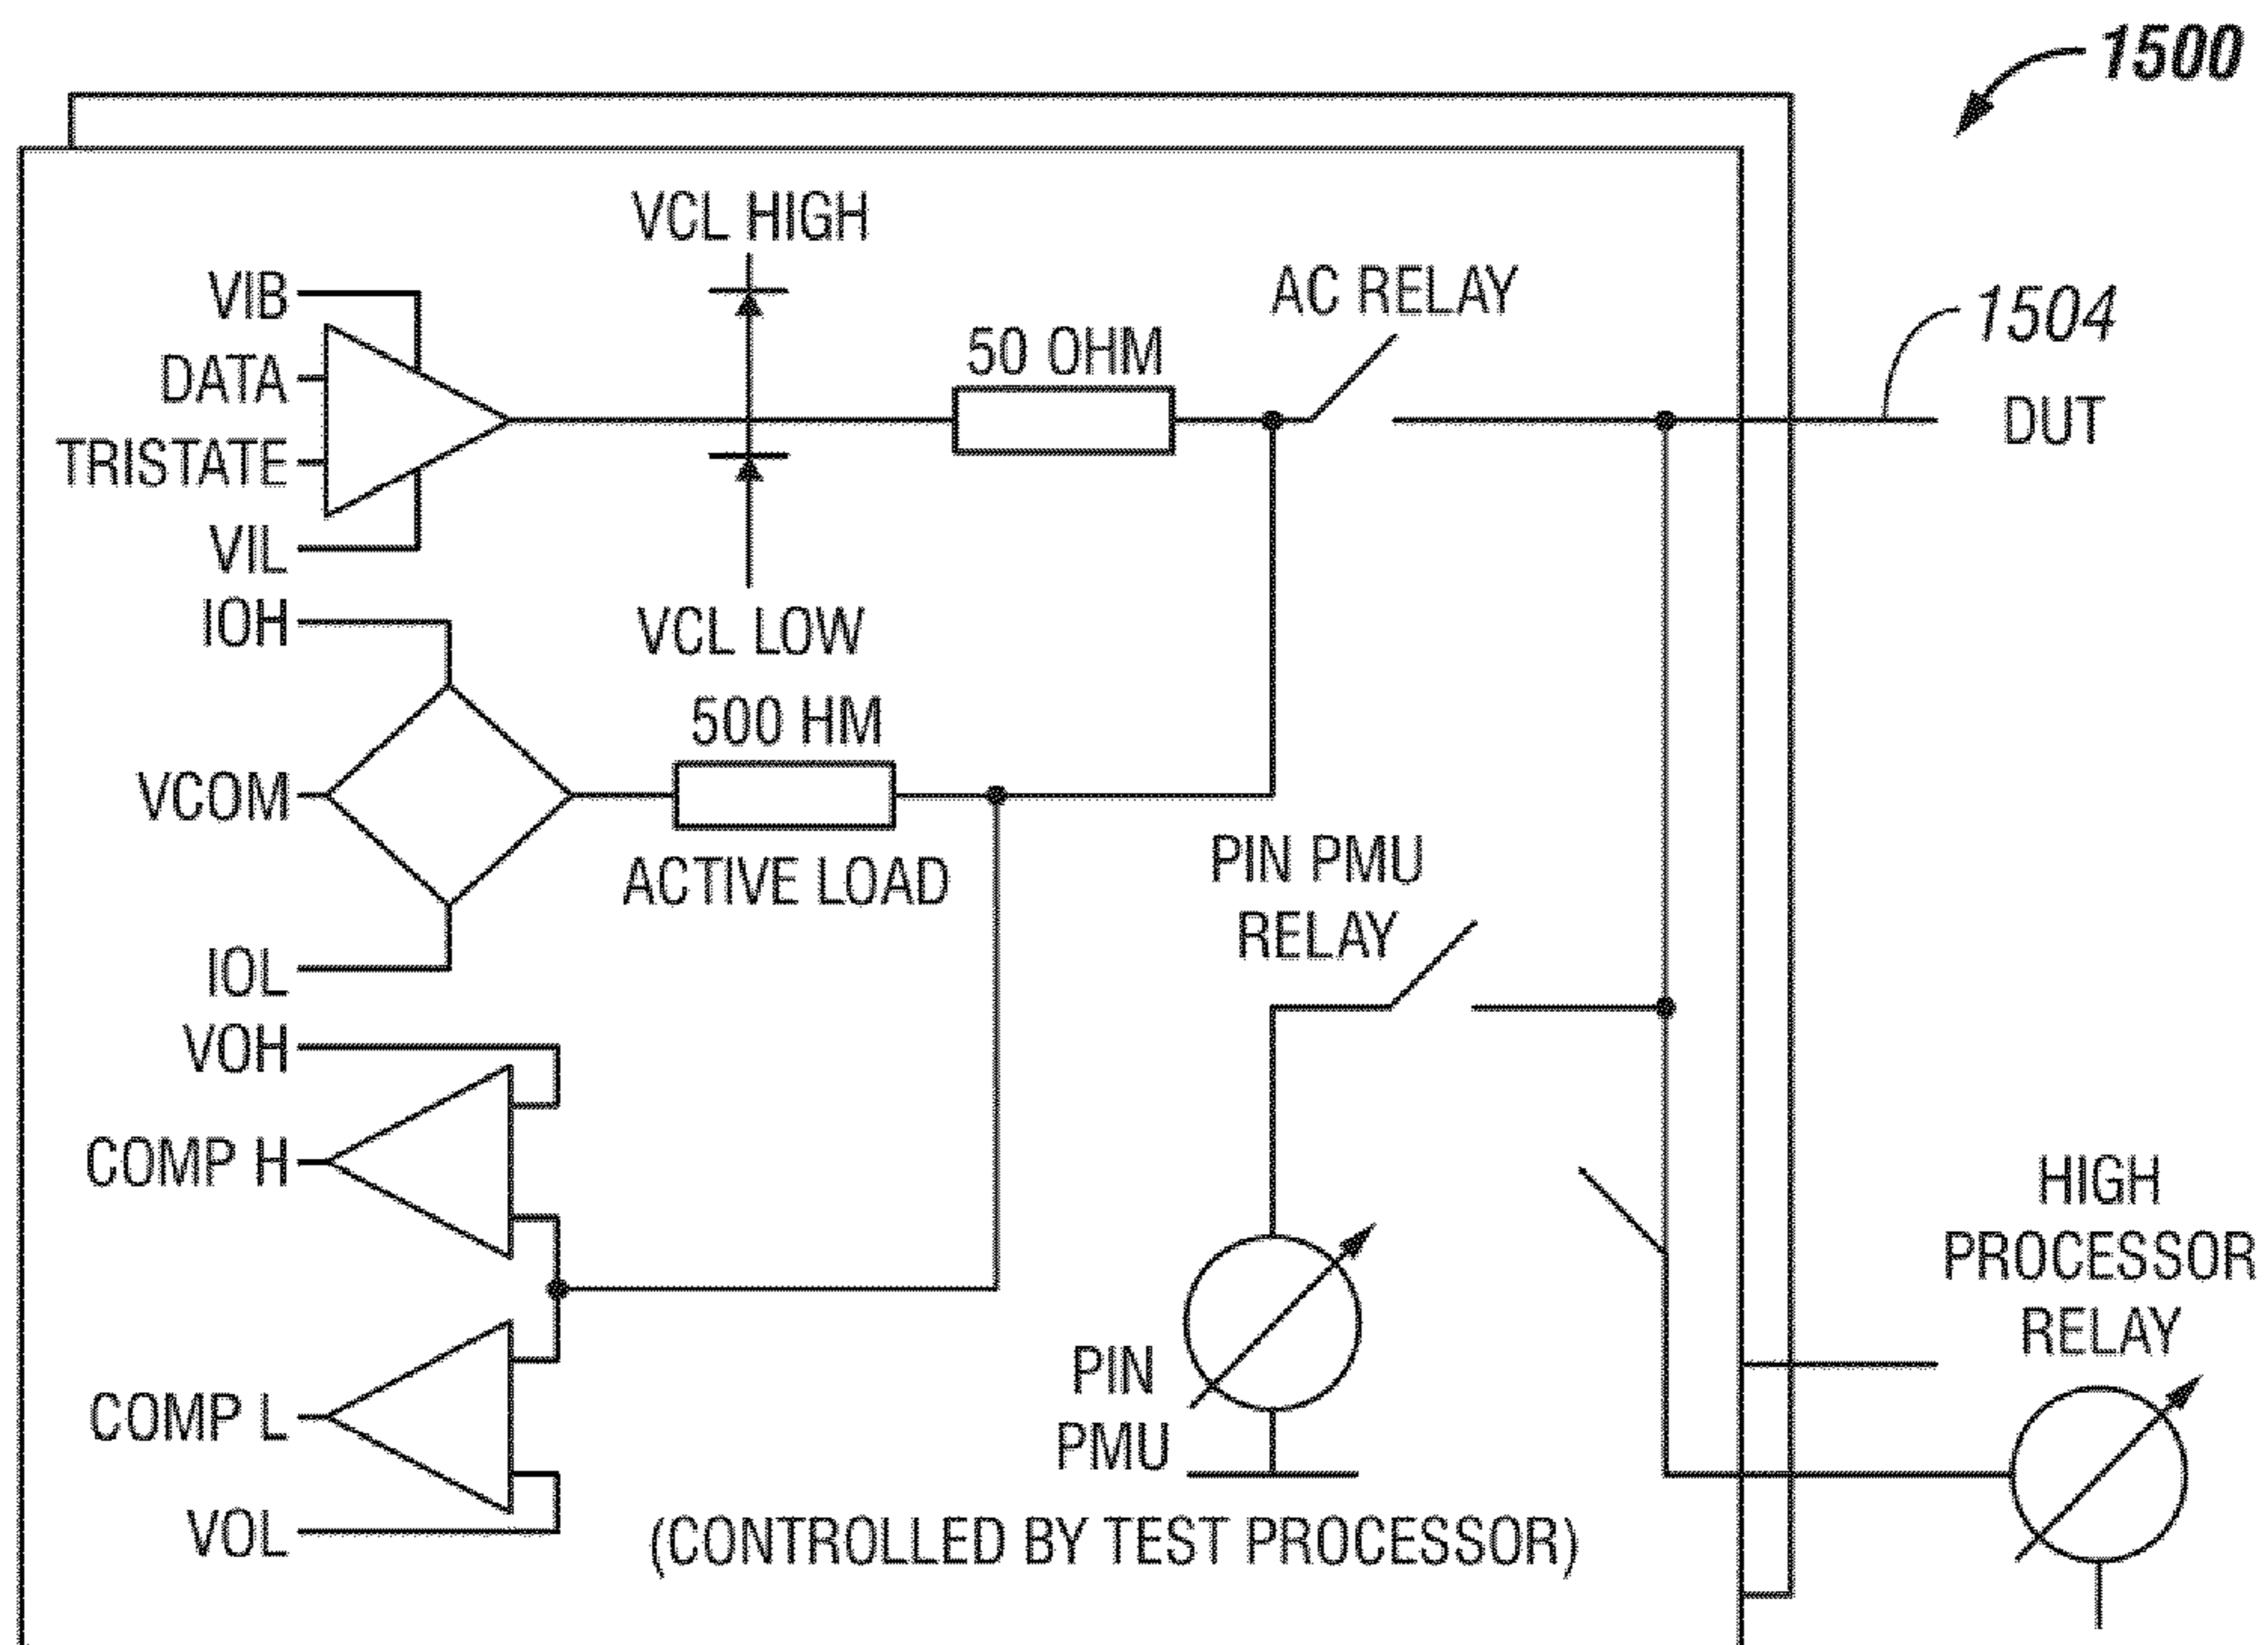 1500
VCL HIGH
VIB
AC RELAY
1504
50 OHM
DATA
DUT
TRISTATE
VIL
IOH
VCL LOW
500 HM
VCOM
ACTIVE LOAD
PIN PMU
RELAY
IOL
VOH
COMP H
HIGH
PROCESSOR
RELAY
PIN
PMU
COMP L
VOL
(CONTROLLED BY TEST PROCESSOR)